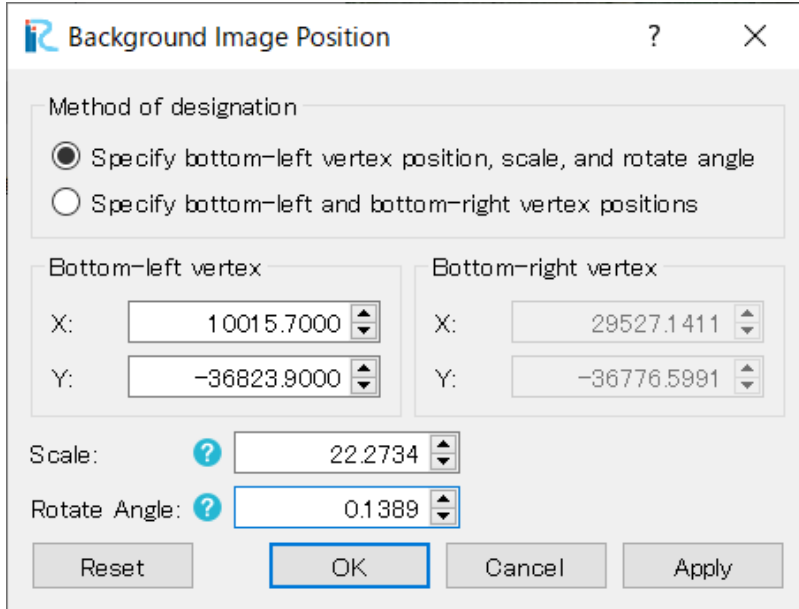 iRC Background Image Position ? ×
Method of designation
Specify bottom-left vertex position, scale, and rotate angle
Specify bottom-left and bottom-right vertex positions
Bottom-left vertex
X: 10015.7000
Y: -36823.9000
Bottom-right vertex
X: 29527.1411
Y: -36776.5991
Scale: ? 22.2734
Rotate Angle: ? 0.1389
Reset OK Cancel Apply